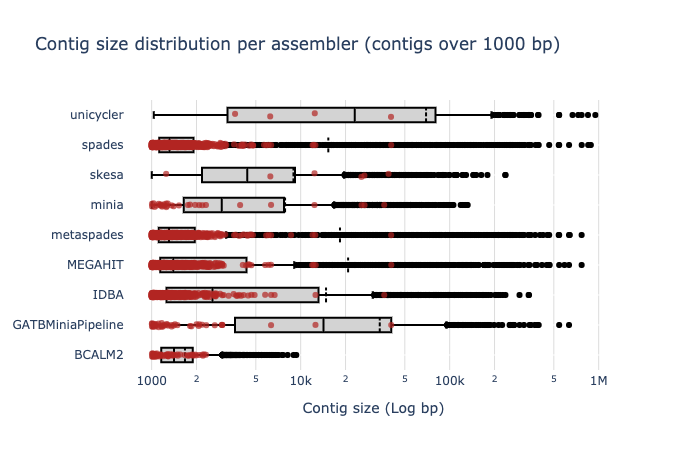 Contig size distribution per assembler (contigs over 1000 bp)
unicycler
spades
skesa
minia
metaspades
MEGAHIT
IDBA
GATBMiniaPipeline
BCALM2
1000 2 5 10k 2 5 100k 2 5 1M
Contig size (Log bp)